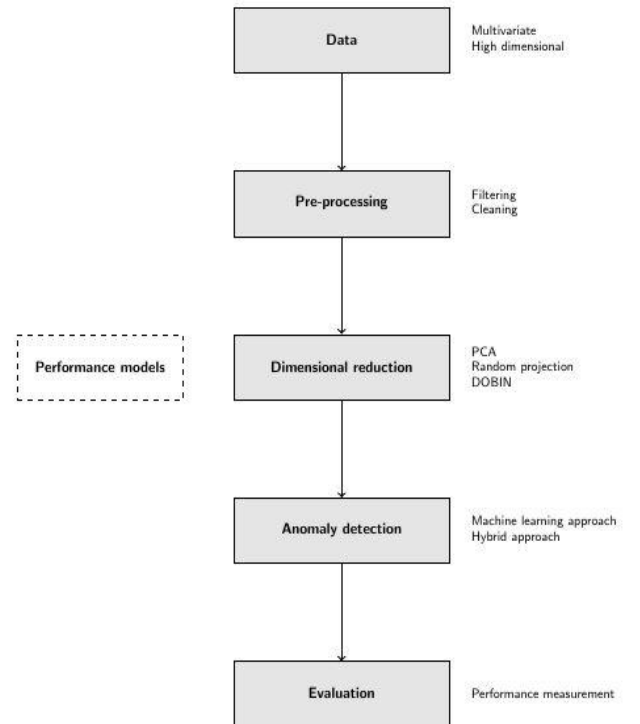 Data
Multivariate
High dimensional
Pre-processing
Filtering
Cleaning
Performance models
Dimensional reduction
PCA
Random projection
DOBIN
Anomaly detection
Machine learning approach
Hybrid approach
Evaluation
Performance measurement